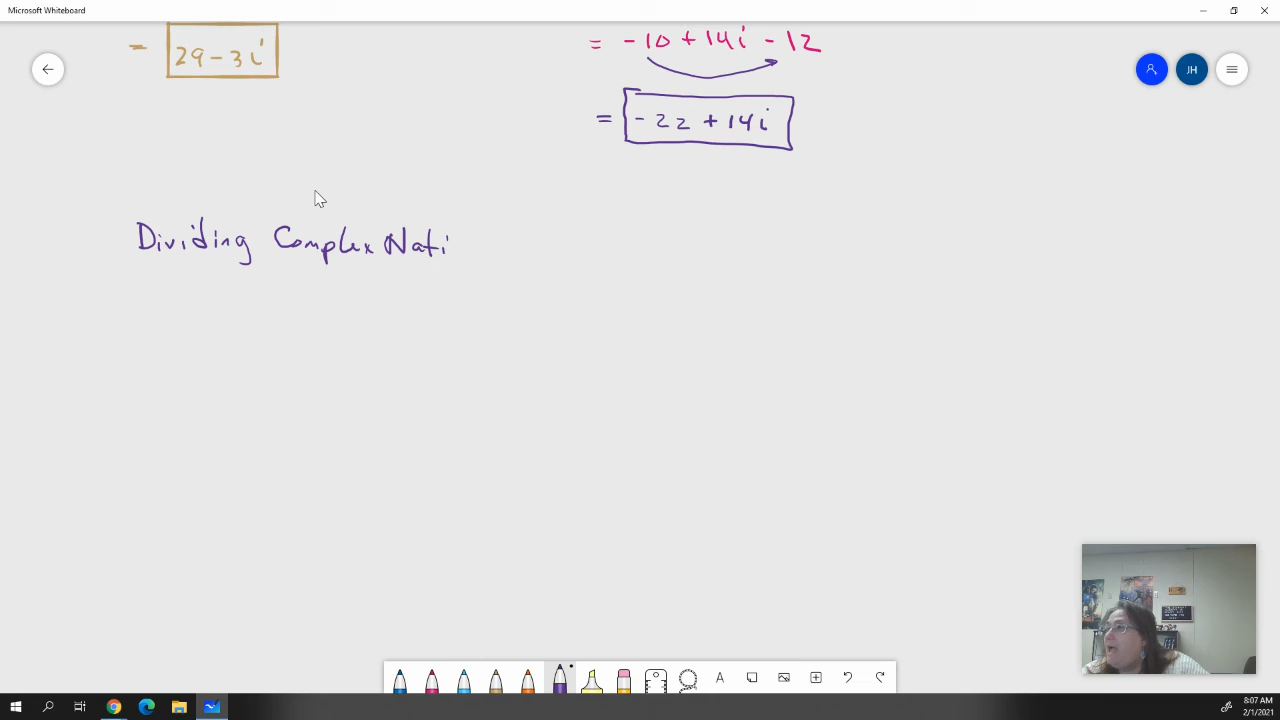 Microsoft Whiteboard
= 29 - 3i
= -10 + 14i - 12
= -22 + 14i
JH
Dividing Complex Nati
A
8:07 AM
2/1/2021